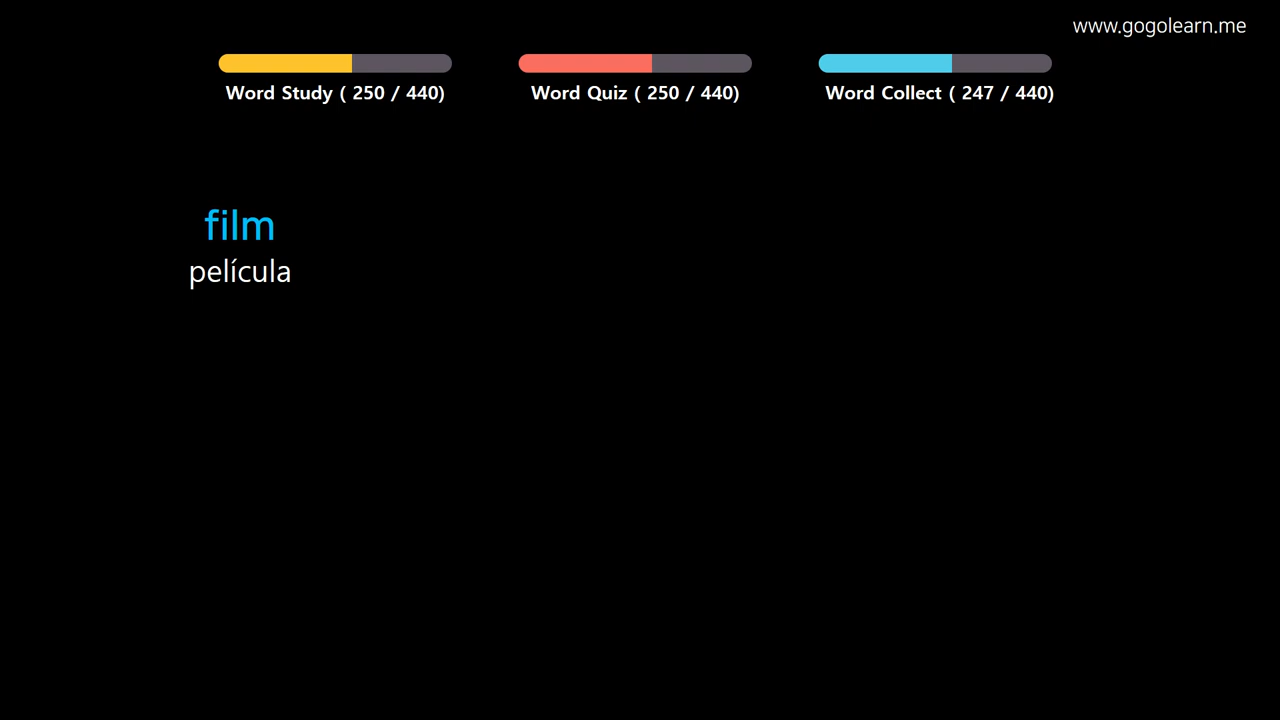 www.gogolearn.me
Word Study ( 250 / 440)
Word Quiz ( 250 / 440)
Word Collect ( 247 / 440)
film
película